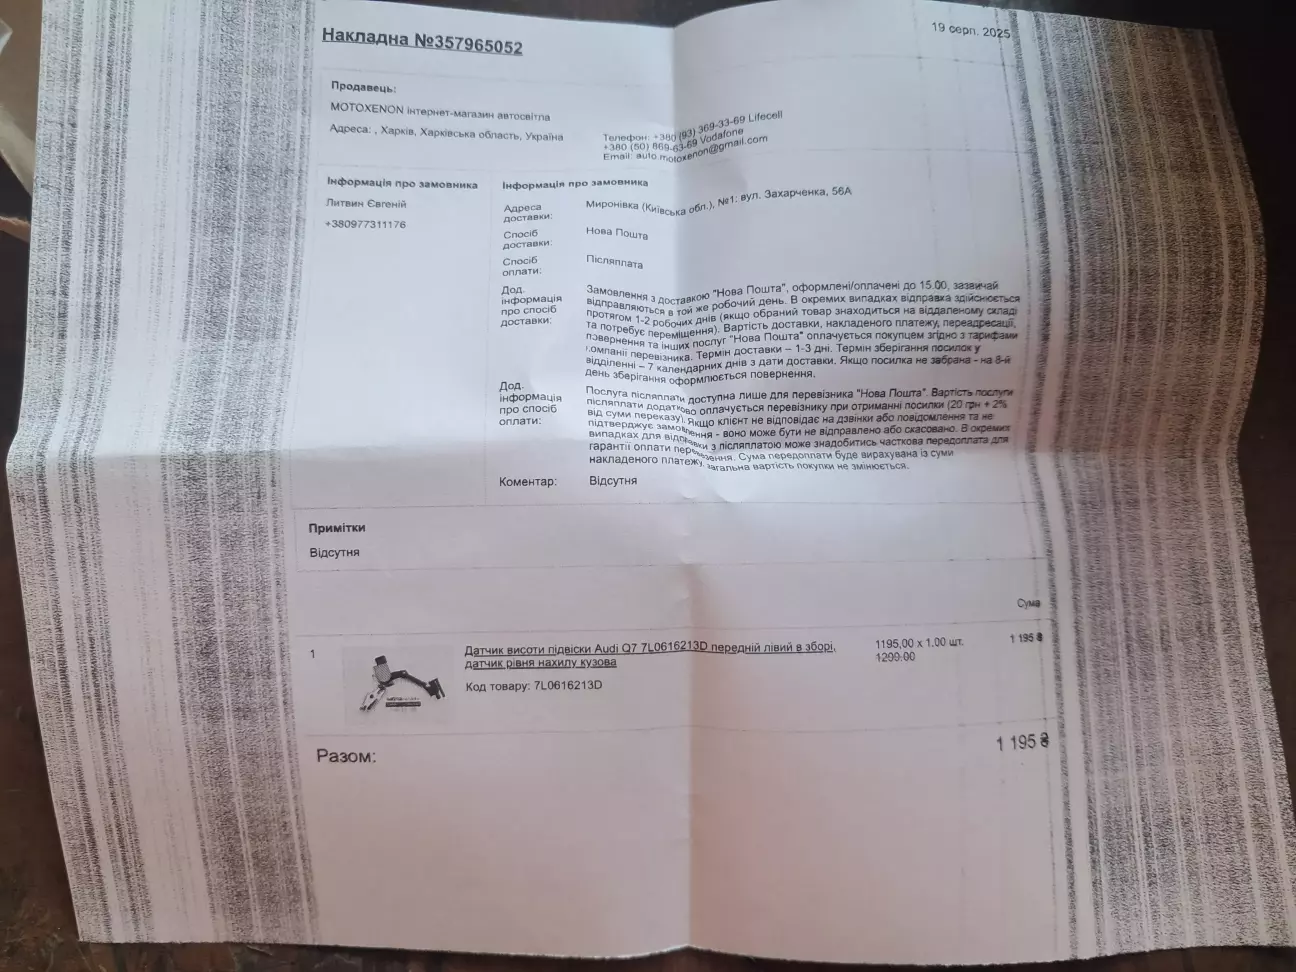 Накладна №357965052
19 серп. 2025
Продавець:
MOTOXENON інтернет-магазин автосвітла
Адреса: , Харків, Харківська область, Україна
Телефон: +380 (93) 369-33-69 Lifecell
+380 (50) 869-63-69 Vodafone
Email: auto.motoxenon@gmail.com
Інформація про замовника
Литвин Євгеній
+380977311176
Інформація про замовника
Адреса доставки:
Миронівка (Київська обл.), №1: вул. Захарченка, 56А
Спосіб доставки:
Нова Пошта
Спосіб оплати:
Післяплата
Дод. інформація про спосіб доставки:
Замовлення з доставкою "Нова Пошта", оформлені/оплачені до 15.00, зазвичай
відправляються в той же робочий день. В окремих випадках відправка здійснюється
протягом 1-2 робочих днів (якщо обраний товар знаходиться на віддаленому складі
та потребує переміщення). Вартість доставки, накладеного платежу, переадресації,
повернення та інших послуг "Нова Пошта" оплачується покупцем згідно з тарифами
компанії перевізника. Термін доставки – 1-3 дні. Термін зберігання посилок у
відділенні – 7 календарних днів з дати доставки. Якщо посилка не забрана - на 8-й
день зберігання оформлюється повернення.
Дод. інформація про спосіб оплати:
Послуга післяплати доступна лише для перевізника "Нова Пошта". Вартість послуги
післяплати додатково оплачується перевізнику при отриманні посилки (20 грн + 2%
від суми переказу). Якщо клієнт не відповідає на дзвінки або повідомлення та не
підтверджує замовлення - воно може бути не відправлено або скасовано. В окремих
випадках для відправки з післяплатою може знадобитись часткова передоплата для
гарантії оплати перевезення. Сума передоплати буде вирахувана із суми
накладеного платежу, загальна вартість покупки не змінюється.
Коментар:
Відсутня
Примітки
Відсутня
Сума
1
Датчик висоти підвіски Audi Q7 7L0616213D передній лівий в зборі,
датчик рівня нахилу кузова
Код товару: 7L0616213D
1195.00 x 1.00 шт.
1299.00
1 195 ₴
Разом:
1 195 ₴